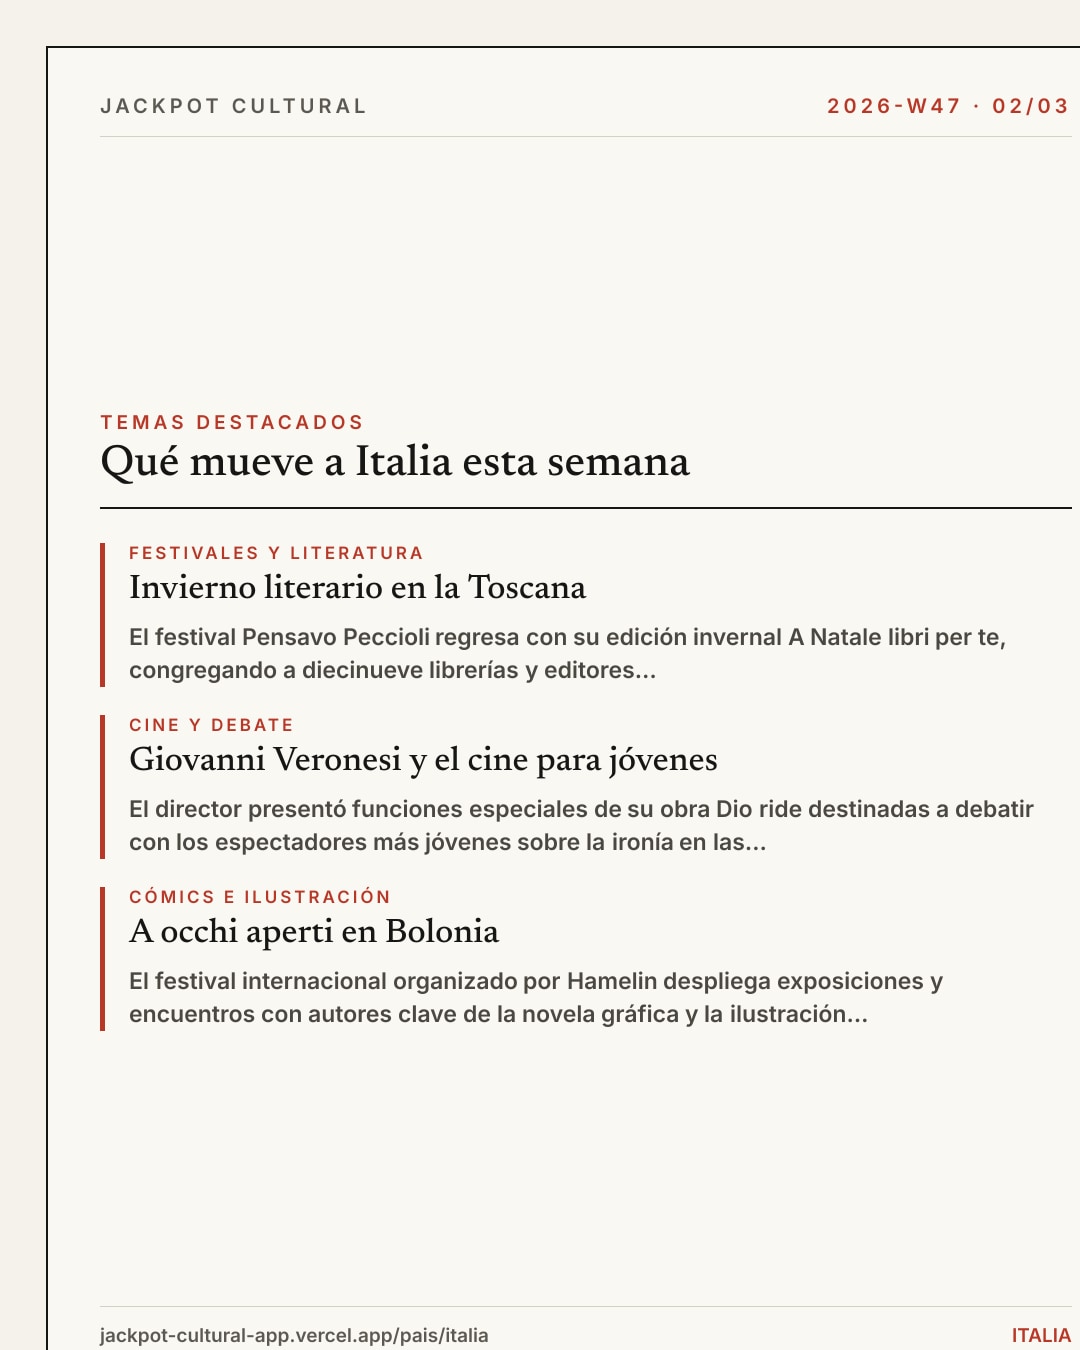 JACKPOT CULTURAL
2026-W47 · 02/03
TEMAS DESTACADOS
Qué mueve a Italia esta semana
FESTIVALES Y LITERATURA
Invierno literario en la Toscana
El festival Pensavo Peccioli regresa con su edición invernal A Natale libri per te,
congregando a diecinueve librerías y editores...
CINE Y DEBATE
Giovanni Veronesi y el cine para jóvenes
El director presentó funciones especiales de su obra Dio ride destinadas a debatir
con los espectadores más jóvenes sobre la ironía en las...
CÓMICS E ILUSTRACIÓN
A occhi aperti en Bolonia
El festival internacional organizado por Hamelin despliega exposiciones y
encuentros con autores clave de la novela gráfica y la ilustración...
jackpot-cultural-app.vercel.app/pais/italia
ITALIA